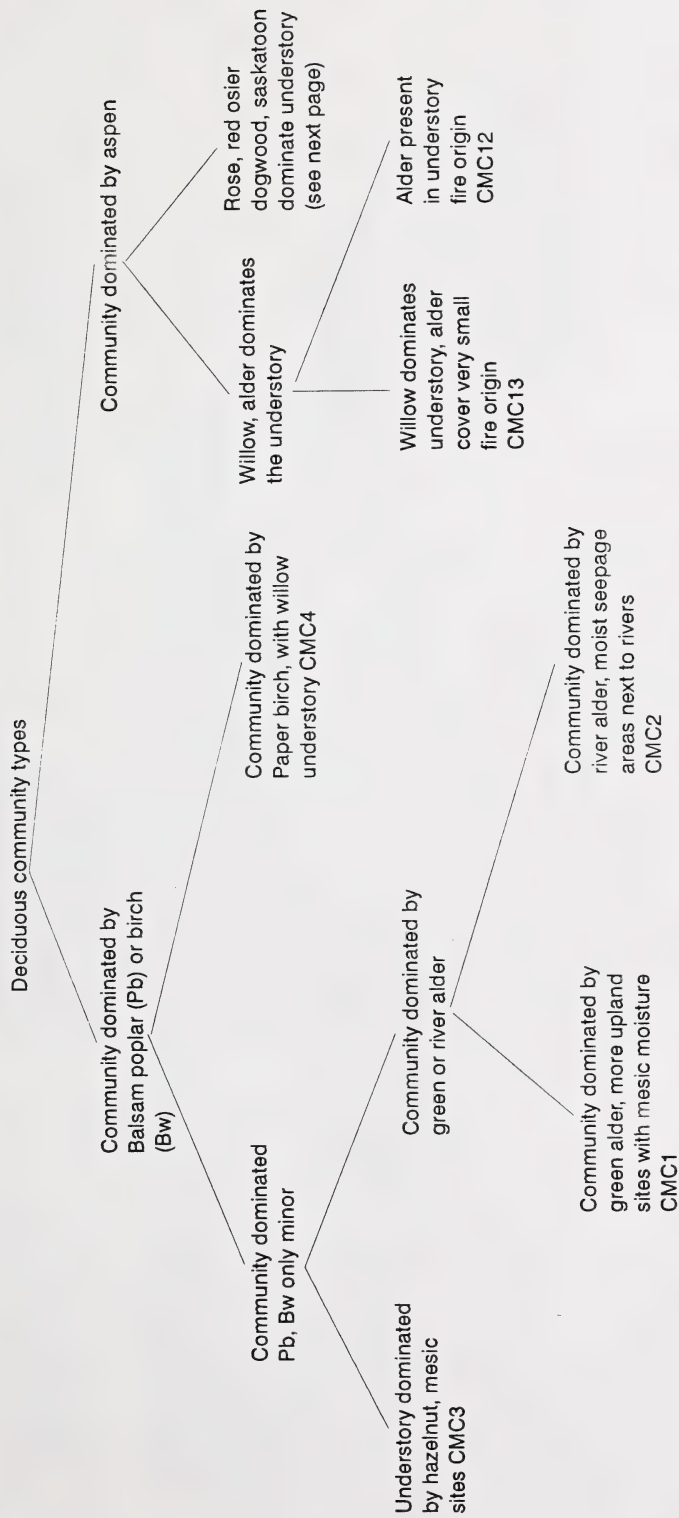 Deciduous community types
Community dominated by
Balsam poplar (Pb) or birch
(Bw)
Community dominated by aspen
Community dominated
Pb, Bw only minor
Community dominated by
Paper birch, with willow
understory CMC4
Willow, alder dominates
the understory
Rose, red osier
dogwood, saskatoon
dominate understory
(see next page)
Understory dominated
by hazelnut, mesic
sites CMC3
Community dominated by
green or river alder
Willow dominates
understory, alder
cover very small
fire origin
CMC13
Alder present
in understory
fire origin
CMC12
Community dominated by
green alder, more upland
sites with mesic moisture
CMC1
Community dominated by
river alder, moist seepage
areas next to rivers
CMC2